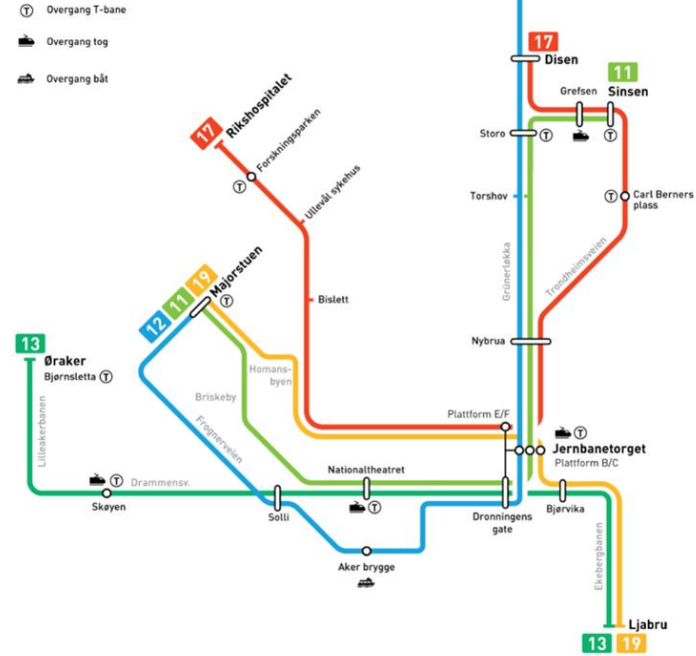 T Overgang T-bane
Overgang tog
Overgang båt
17
Disen
11
Grefsen
Sinsen
17
Rikshospitalet
Forskningsparken
T
Storo
T
T
Ullevål sykehus
Torshov
T
Carl Berners
plass
Grünerløkka
Trondheimsveien
12
11
19
Majorstuen
T
Bislett
13
Øraker
Bjørnsletta T
Nybrua
Homans-
byen
Briskeby
Lilleakerbanen
Frognerveien
Plattform E/F
T
Jernbanetorget
Plattform B/C
Nationaltheatret
T
T
Drammensv.
Skøyen
Solli
Dronningens
gate
Bjørvika
Ekebergbanen
Aker brygge
Ljabru
13
19